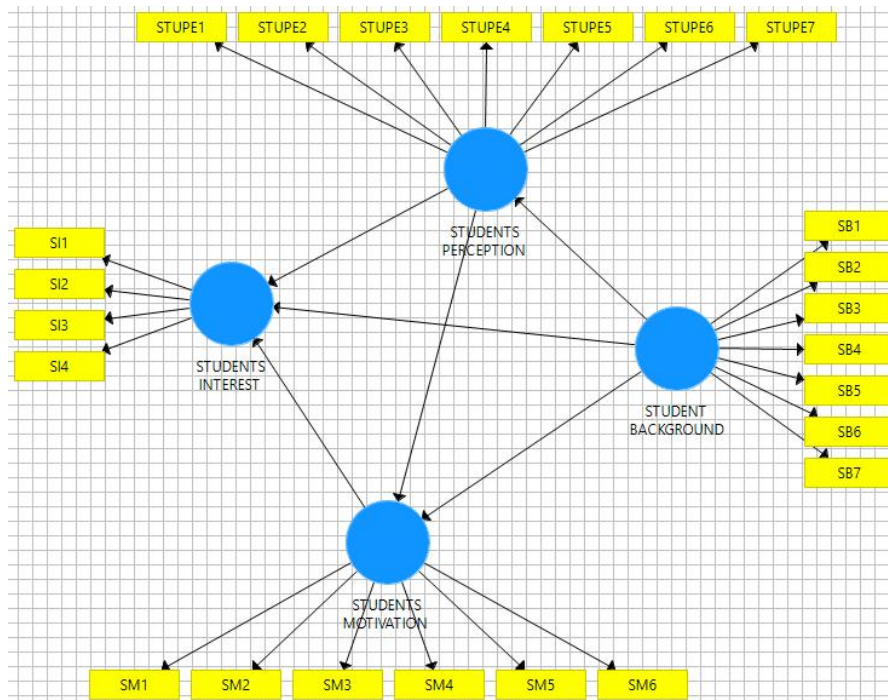 STUPE1
STUPE2
STUPE3
STUPE4
STUPE5
STUPE6
STUPE7
STUDENTS
PERCEPTION
SI1
SI2
SI3
SI4
STUDENTS
INTEREST
SB1
SB2
SB3
SB4
SB5
SB6
SB7
STUDENT
BACKGROUND
STUDENTS
MOTIVATION
SM1
SM2
SM3
SM4
SM5
SM6